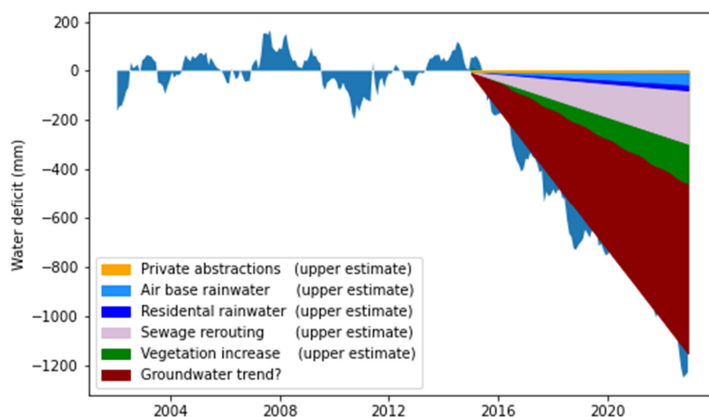 200
0
−200
−400
−600
−800
−1000
−1200
Water deficit (mm)
Private abstractions (upper estimate)
Air base rainwater (upper estimate)
Residental rainwater (upper estimate)
Sewage rerouting (upper estimate)
Vegetation increase (upper estimate)
Groundwater trend?
2004 2008 2012 2016 2020